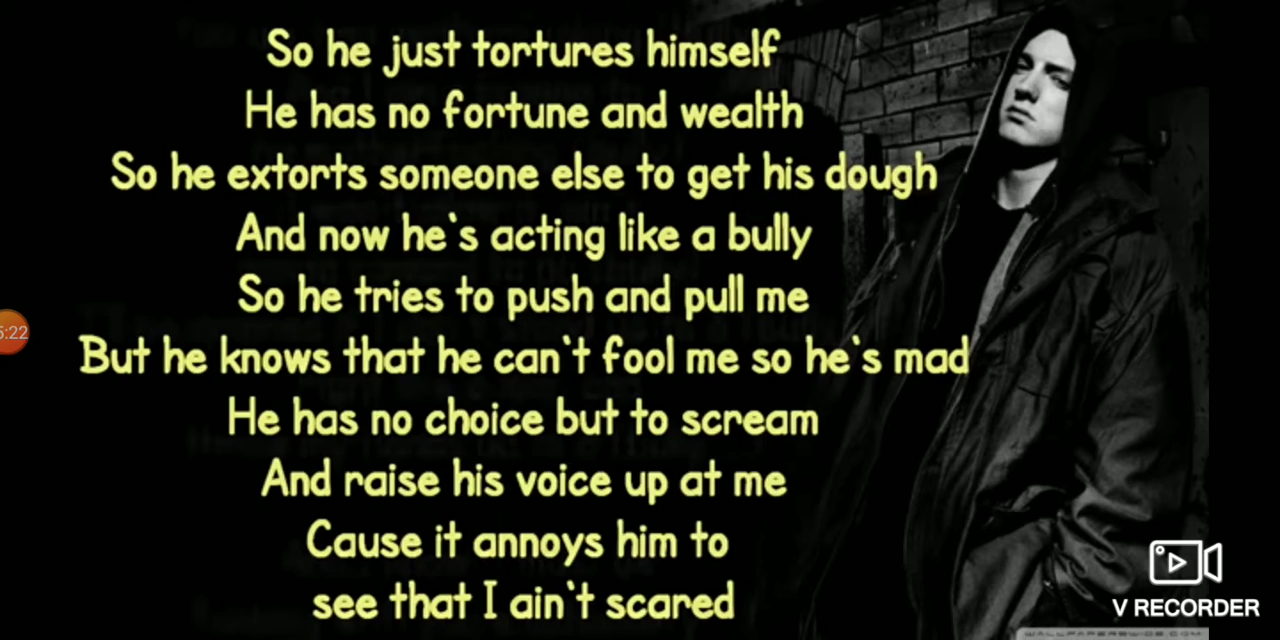 So he just tortures himself
He has no fortune and wealth
So he extorts someone else to get his dough
And now he's acting like a bully
So he tries to push and pull me
But he knows that he can't fool me so he's mad
He has no choice but to scream
And raise his voice up at me
Cause it annoys him to
see that I ain't scared
5:22
V RECORDER